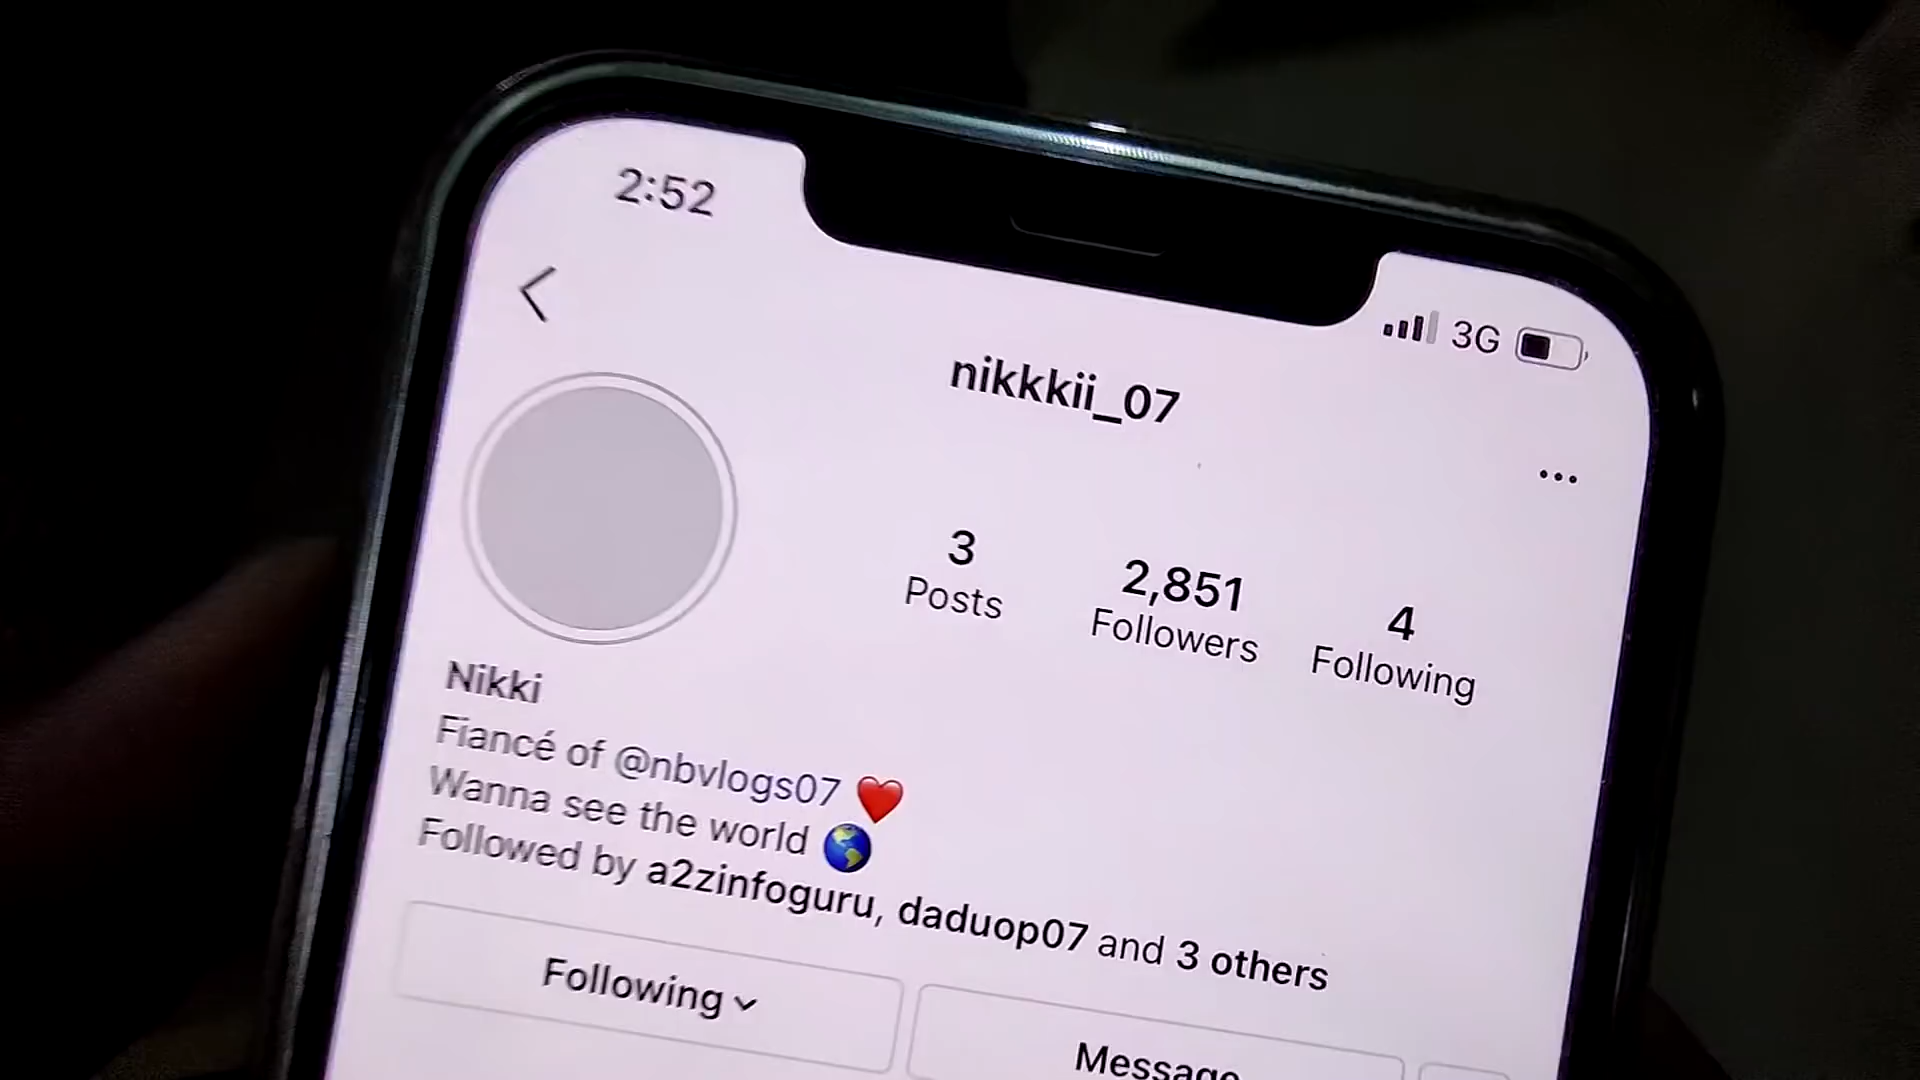 2:52
3G
nikkkii_07
3 2,851 4
Posts Followers Following
Nikki
Fiancé of @nbvlogs07 ❤️
Wanna see the world 🌎
Followed by a2zinfoguru, daduop07 and 3 others
Following
Message